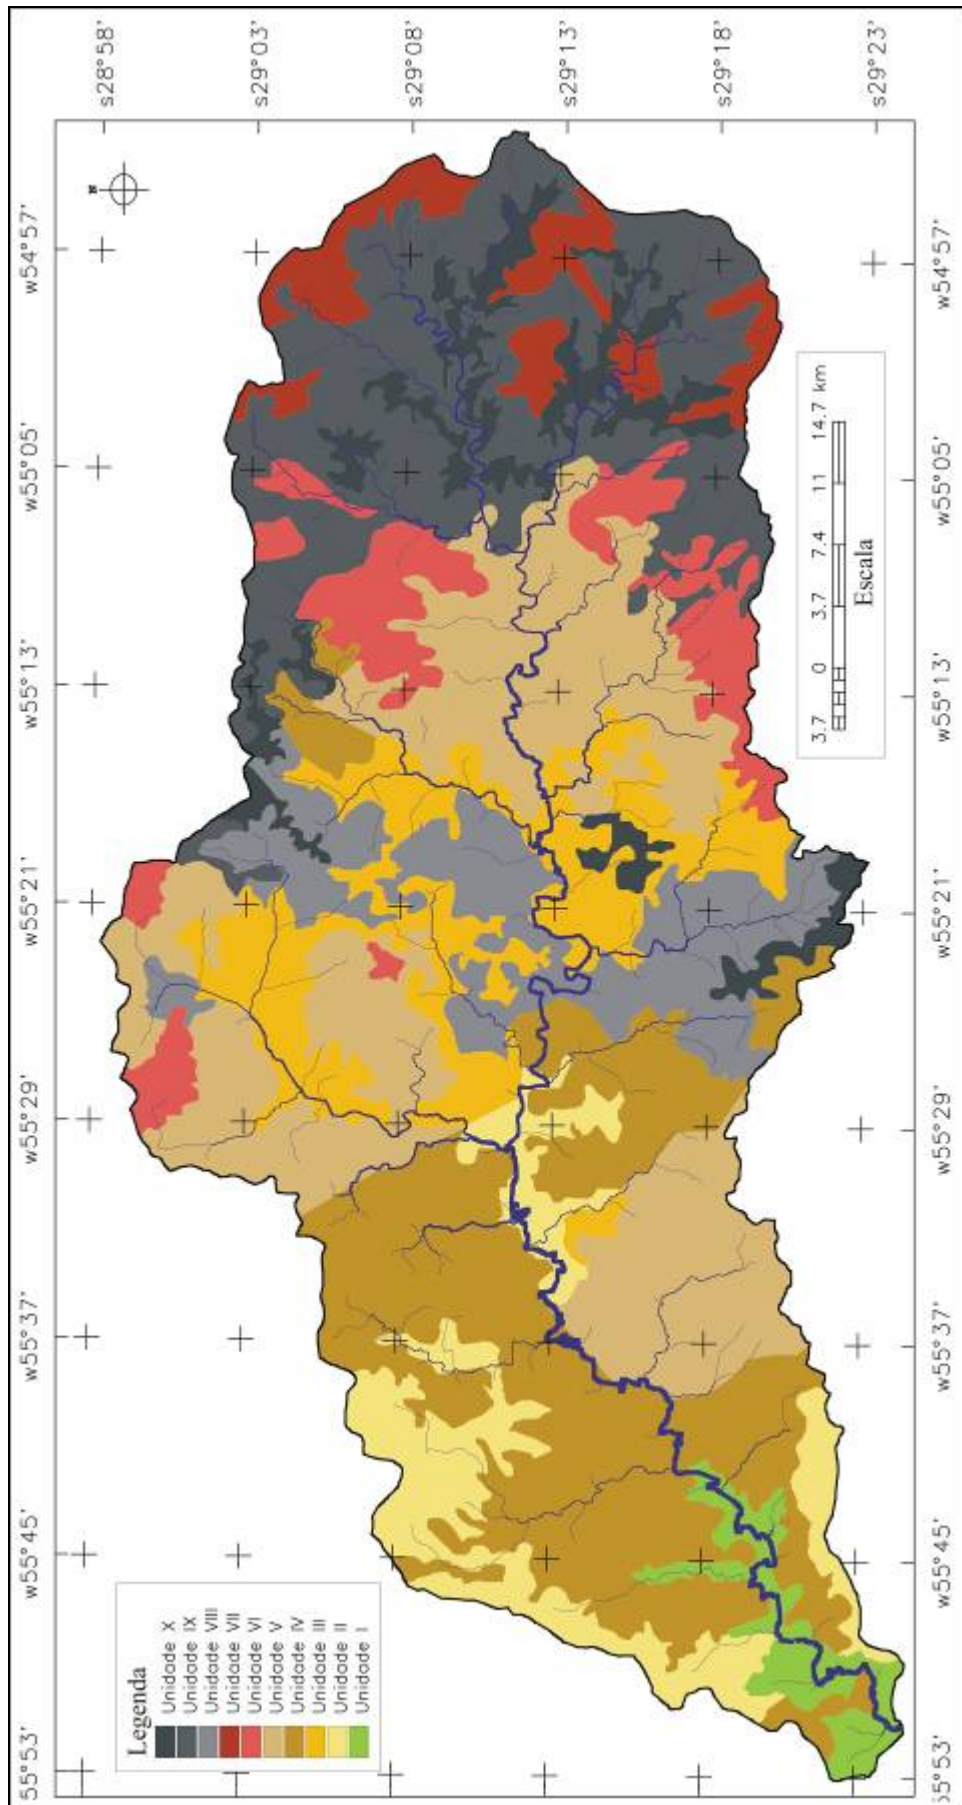 s28°58'
s29°03'
s29°08'
s29°13'
s29°18'
s29°23'
w54°57'
w55°05'
w55°13'
w55°21'
w55°29'
w55°37'
w55°45'
55°53'
w54°57'
w55°05'
w55°13'
w55°21'
w55°29'
w55°37'
w55°45'
55°53'
N
3.7 0 3.7 7.4 11 14.7 km
Escala
Legenda
Unidade X
Unidade IX
Unidade VIII
Unidade VII
Unidade VI
Unidade V
Unidade IV
Unidade III
Unidade II
Unidade I